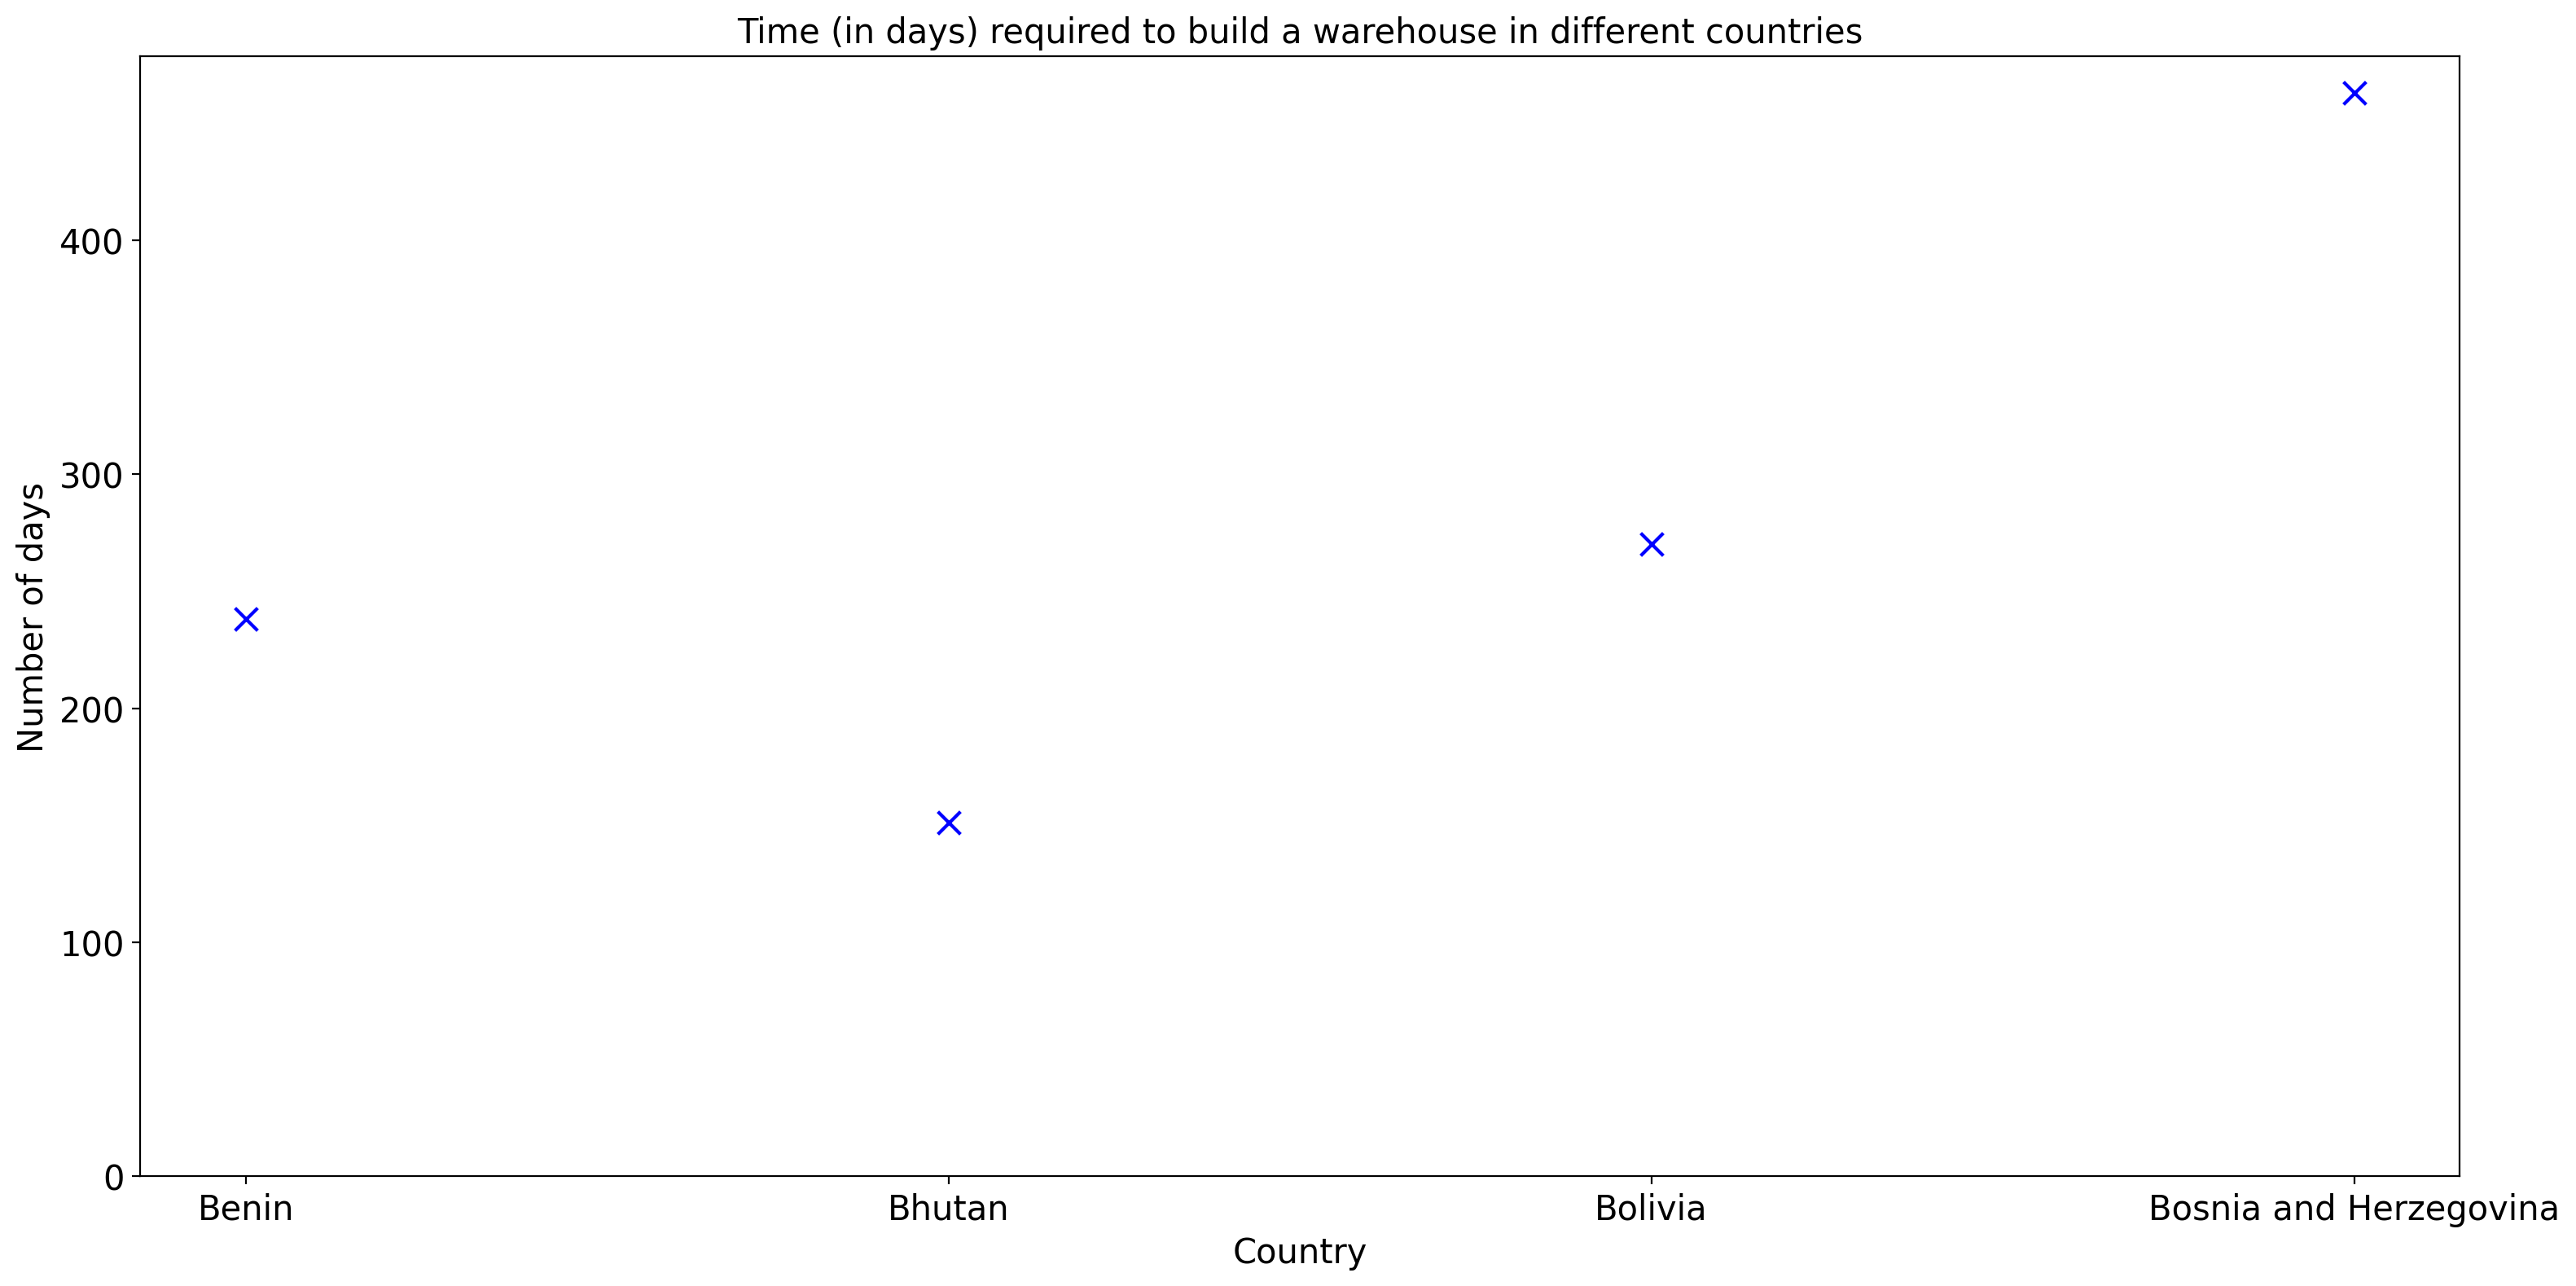 Time (in days) required to build a warehouse in different countries
Number of days
400
300
200
100
0
Benin
Bhutan
Bolivia
Bosnia and Herzegovina
Country